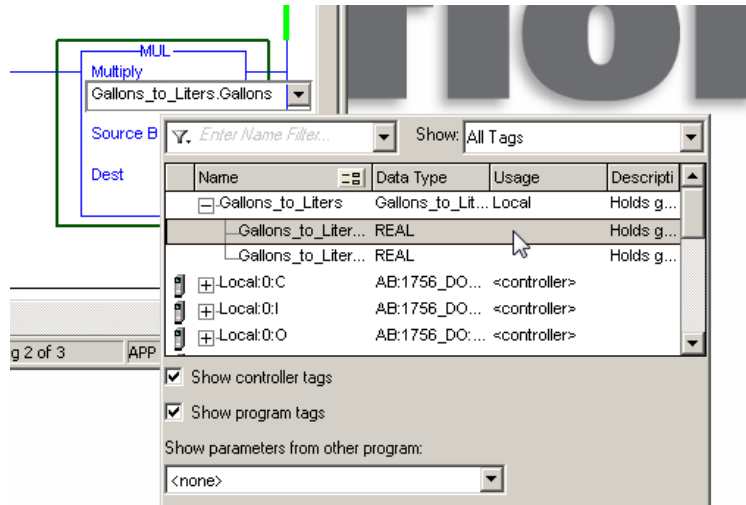 MUL
Multiply
Gallons_to_Liters.Gallons
Source B
Dest
Enter Name Filter...
Show: All Tags
Name Data Type Usage Descripti
Gallons_to_Liters Gallons_to_Lit... Local Holds g...
Gallons_to_Liter... REAL Holds g...
Gallons_to_Liter... REAL Holds g...
Local:0:C AB:1756_DO... <controller>
Local:0:I AB:1756_DO... <controller>
Local:0:O AB:1756_DO:... <controller>
g 2 of 3 APP
Show controller tags
Show program tags
Show parameters from other program:
<none>